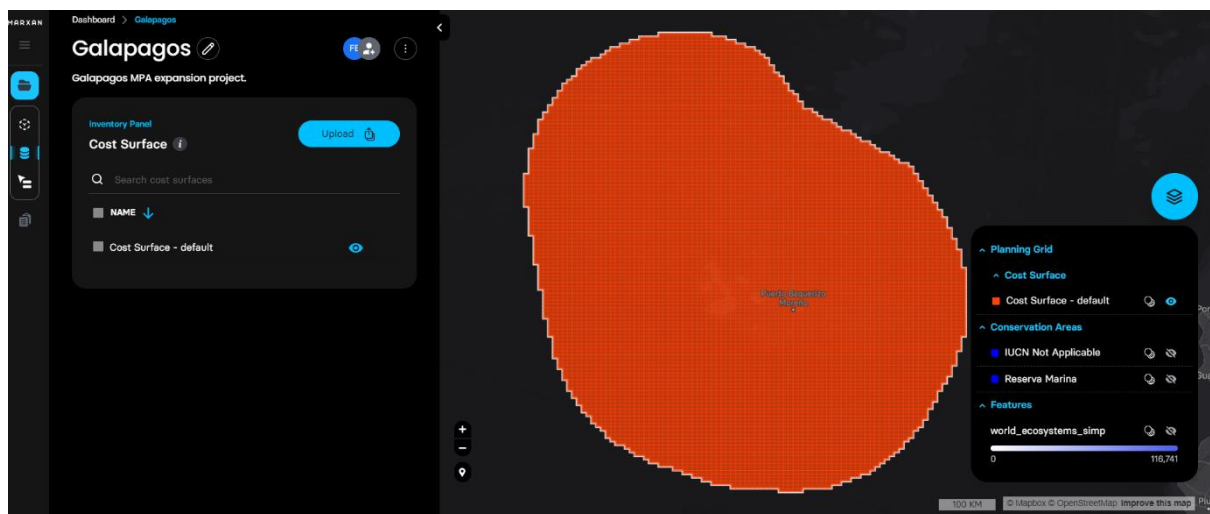 MARXAN
Dashboard > Galapagos
Galapagos
FE
Galapagos MPA expansion project.
Inventory Panel
Cost Surface i
Upload
Search cost surfaces
NAME
Cost Surface - default
Puerto Baquerizo
Moreno
Planning Grid
Cost Surface
Cost Surface - default
Conservation Areas
IUCN Not Applicable
Reserva Marina
Features
world_ecosystems_simp
0 116,741
+
−
100 KM © Mapbox © OpenStreetMap Improve this map